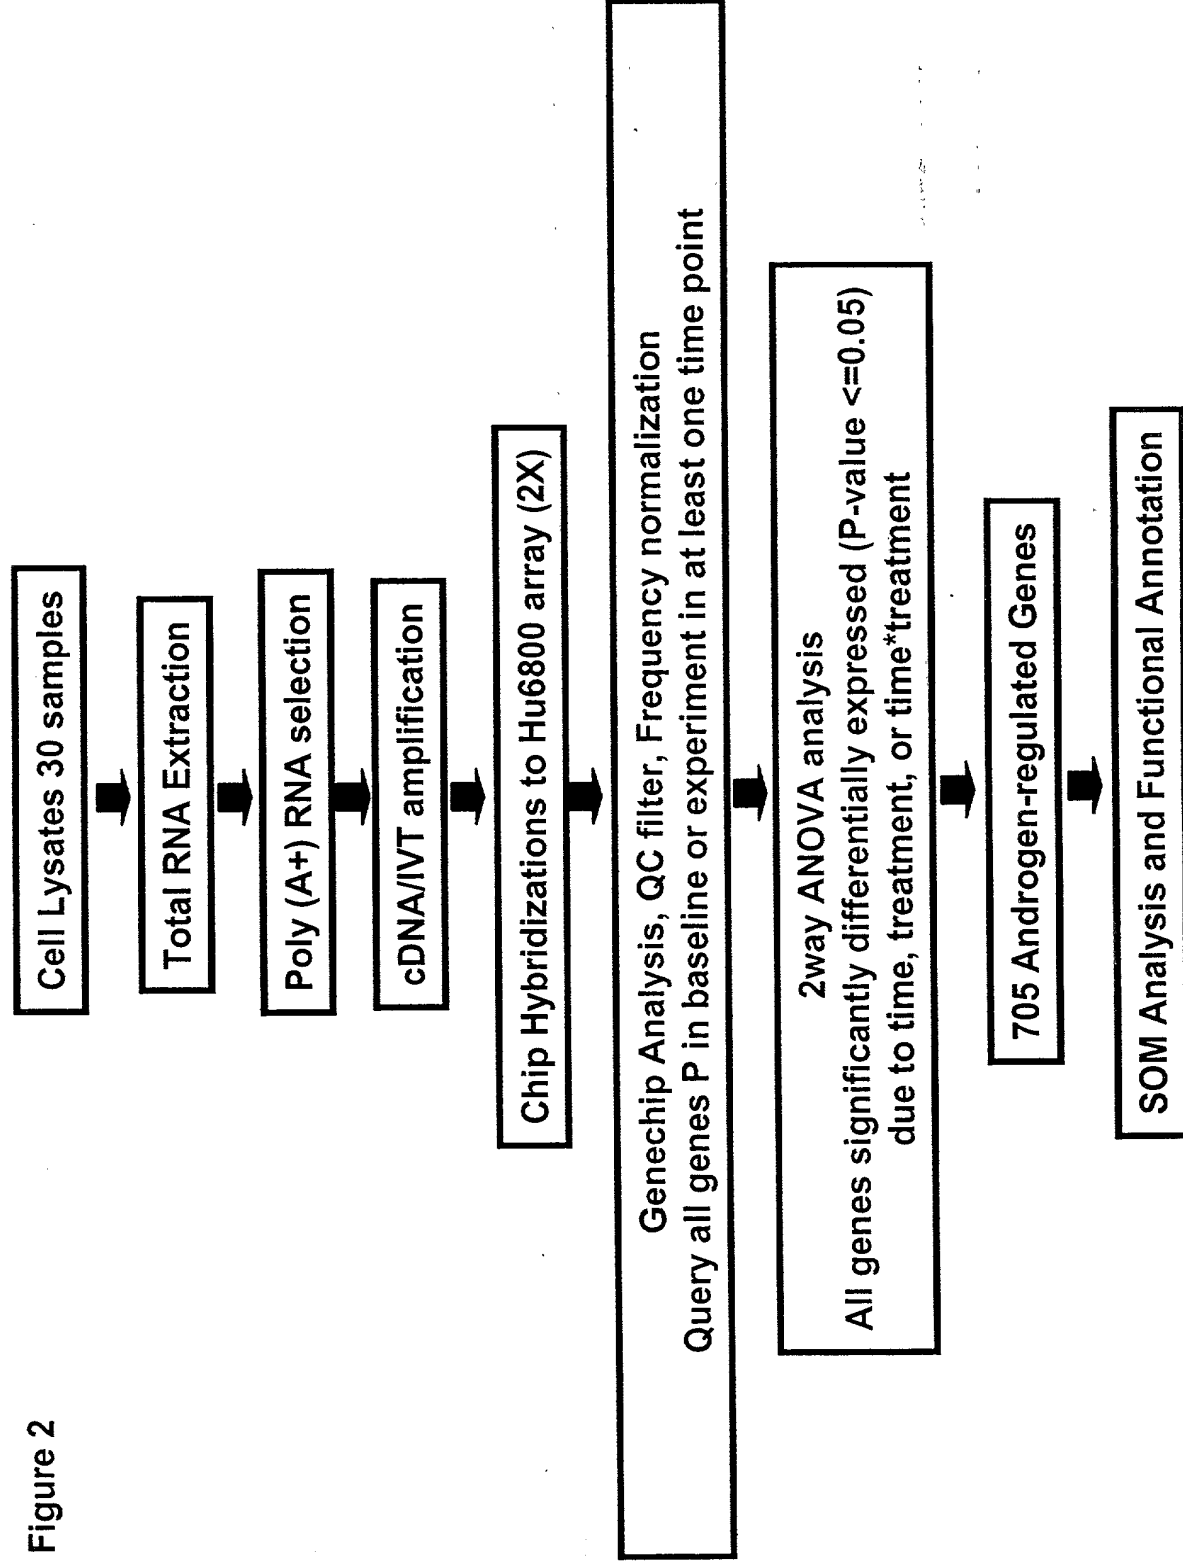 Figure 2
Cell Lysates 30 samples
Total RNA Extraction
Poly (A+) RNA selection
cDNA/IVT amplification
Chip Hybridizations to Hu6800 array (2X)
Genechip Analysis, QC filter, Frequency normalization
Query all genes P in baseline or experiment in at least one time point
2way ANOVA analysis
All genes significantly differentially expressed (P-value <=0.05)
due to time, treatment, or time*treatment
705 Androgen-regulated Genes
SOM Analysis and Functional Annotation